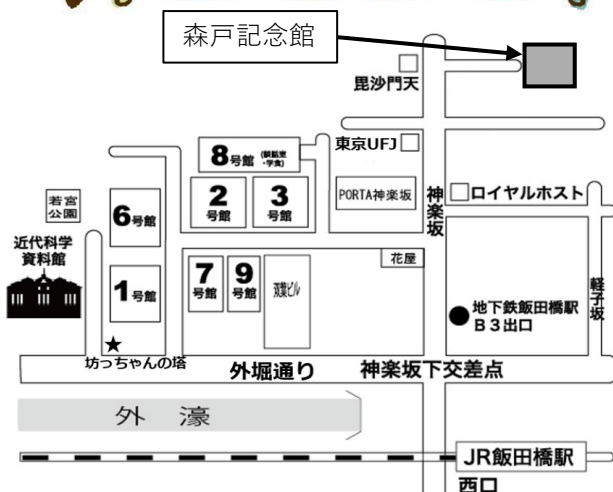 森戸記念館
毘沙門天
東京UFJ
8号館
2
号館
3
号館
PORTA神楽坂
神楽坂
ロイヤルホスト
若宮
公園
6号館
近代科学
資料館
花屋
軽子坂
1号館
7
号館
9
号館
双葉ビル
地下鉄飯田橋駅
B3出口
坊っちゃんの塔
外堀通り
神楽坂下交差点
外 濠
JR飯田橋駅
西口